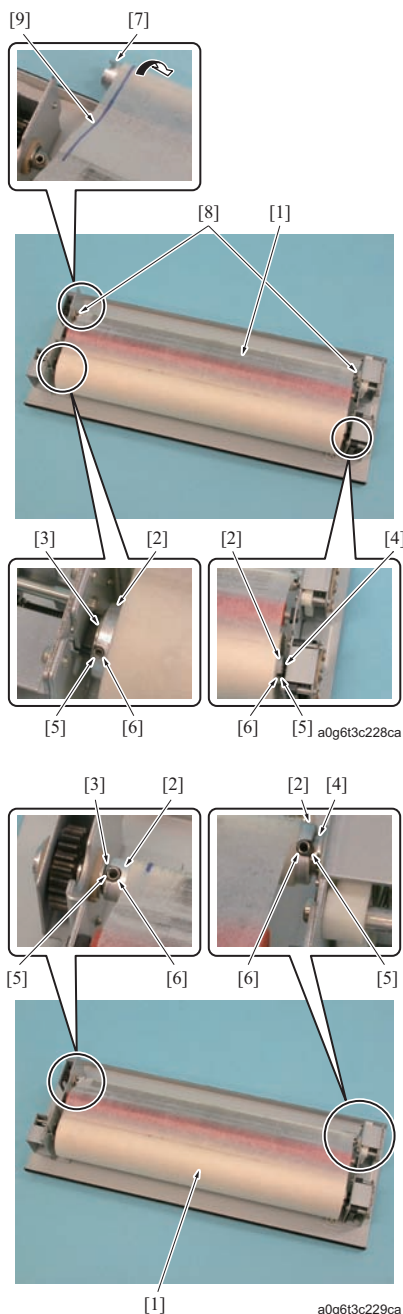 [9] [7]
[8] [1]
[3] [2] [2] [4]
[5] [6] [6] [5] a0g6t3c228ca
[3] [2] [2] [4]
[5] [6] [6] [5]
[1] a0g6t3c229ca